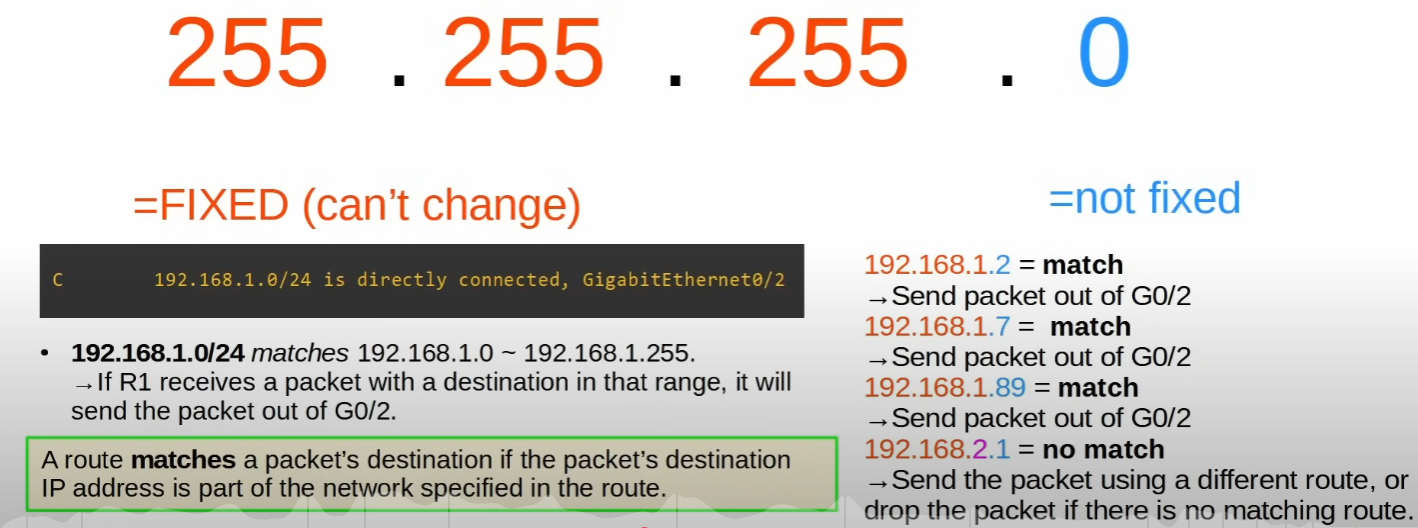 255 . 255 . 255 . 0
=FIXED (can't change)
=not fixed
C 192.168.1.0/24 is directly connected, GigabitEthernet0/2
• 192.168.1.0/24 matches 192.168.1.0 ~ 192.168.1.255.
→If R1 receives a packet with a destination in that range, it will
send the packet out of G0/2.
A route matches a packet's destination if the packet's destination
IP address is part of the network specified in the route.
192.168.1.2 = match
→Send packet out of G0/2
192.168.1.7 = match
→Send packet out of G0/2
192.168.1.89 = match
→Send packet out of G0/2
192.168.2.1 = no match
→Send the packet using a different route, or
drop the packet if there is no matching route.